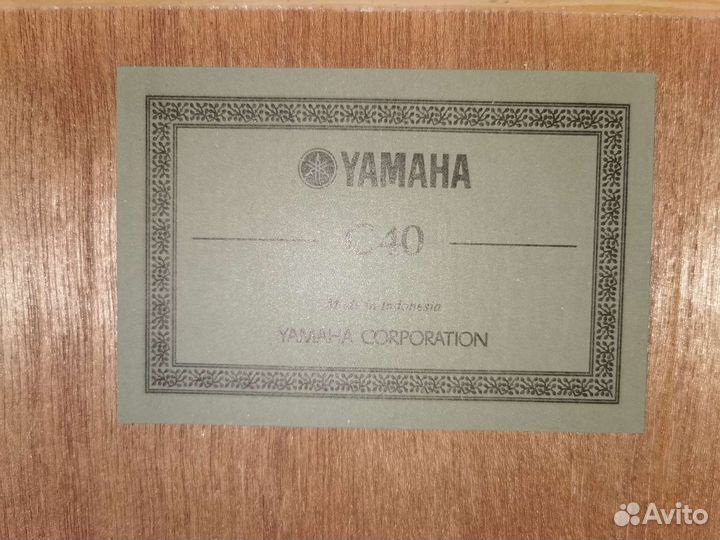 YAMAHA
C40
Made in Indonesia
YAMAHA CORPORATION
Avito